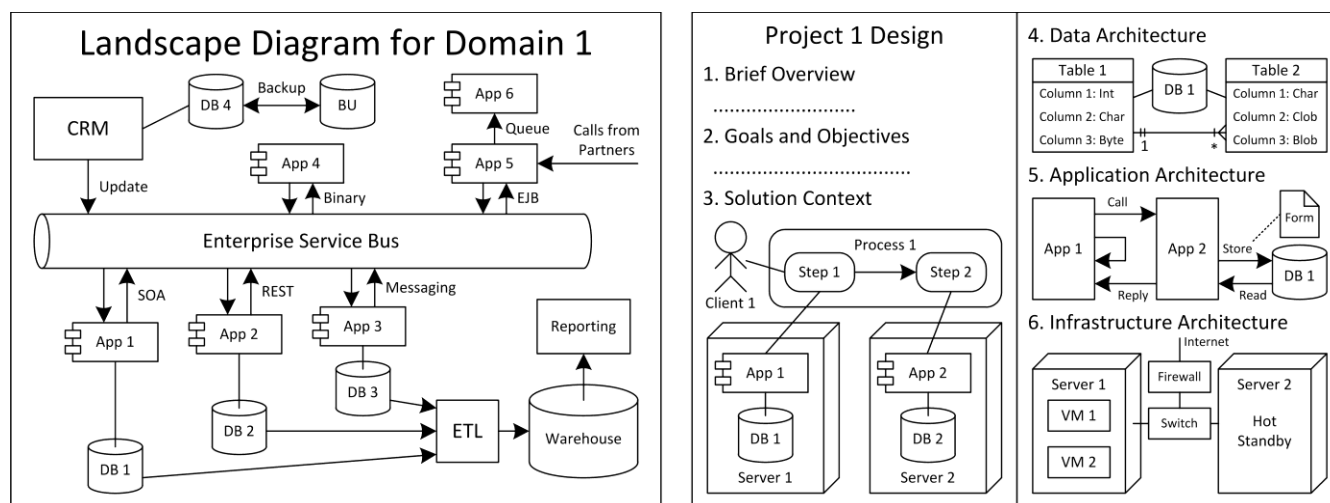 Landscape Diagram for Domain 1
CRM
DB 4
Backup
BU
App 6
Queue
Calls from
Partners
App 4
App 5
Update
Binary
EJB
Enterprise Service Bus
SOA
REST
Messaging
App 1
App 2
App 3
Reporting
DB 3
DB 2
ETL
Warehouse
DB 1
Project 1 Design
1. Brief Overview
..........................
2. Goals and Objectives
....................................
3. Solution Context
Process 1
Step 1
Step 2
Client 1
App 1
App 2
DB 1
DB 2
Server 1
Server 2
4. Data Architecture
Table 1
Column 1: Int
Column 2: Char
Column 3: Byte
DB 1
Table 2
Column 1: Char
Column 2: Clob
Column 3: Blob
1
*
5. Application Architecture
Call
Form
App 1
App 2
Store
DB 1
Reply
Read
6. Infrastructure Architecture
Internet
Server 1
Firewall
Server 2
VM 1
Switch
Hot
Standby
VM 2